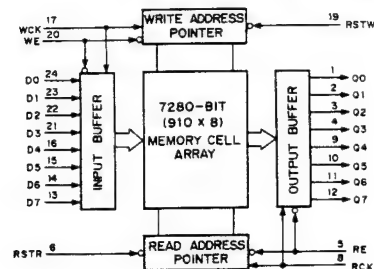 WCK 17
WE 20
WRITE ADDRESS
POINTER
19 RSTW
D0 24
D1 23
D2 22
D3 21
D4 16
D5 15
D6 14
D7 13
INPUT BUFFER
7280-BIT
(910 X 8)
MEMORY CELL
ARRAY
OUTPUT BUFFER
1 Q0
2 Q1
3 Q2
4 Q3
9 Q4
10 Q5
11 Q6
12 Q7
RSTR 6
READ ADDRESS
POINTER
5 RE
8 RCK